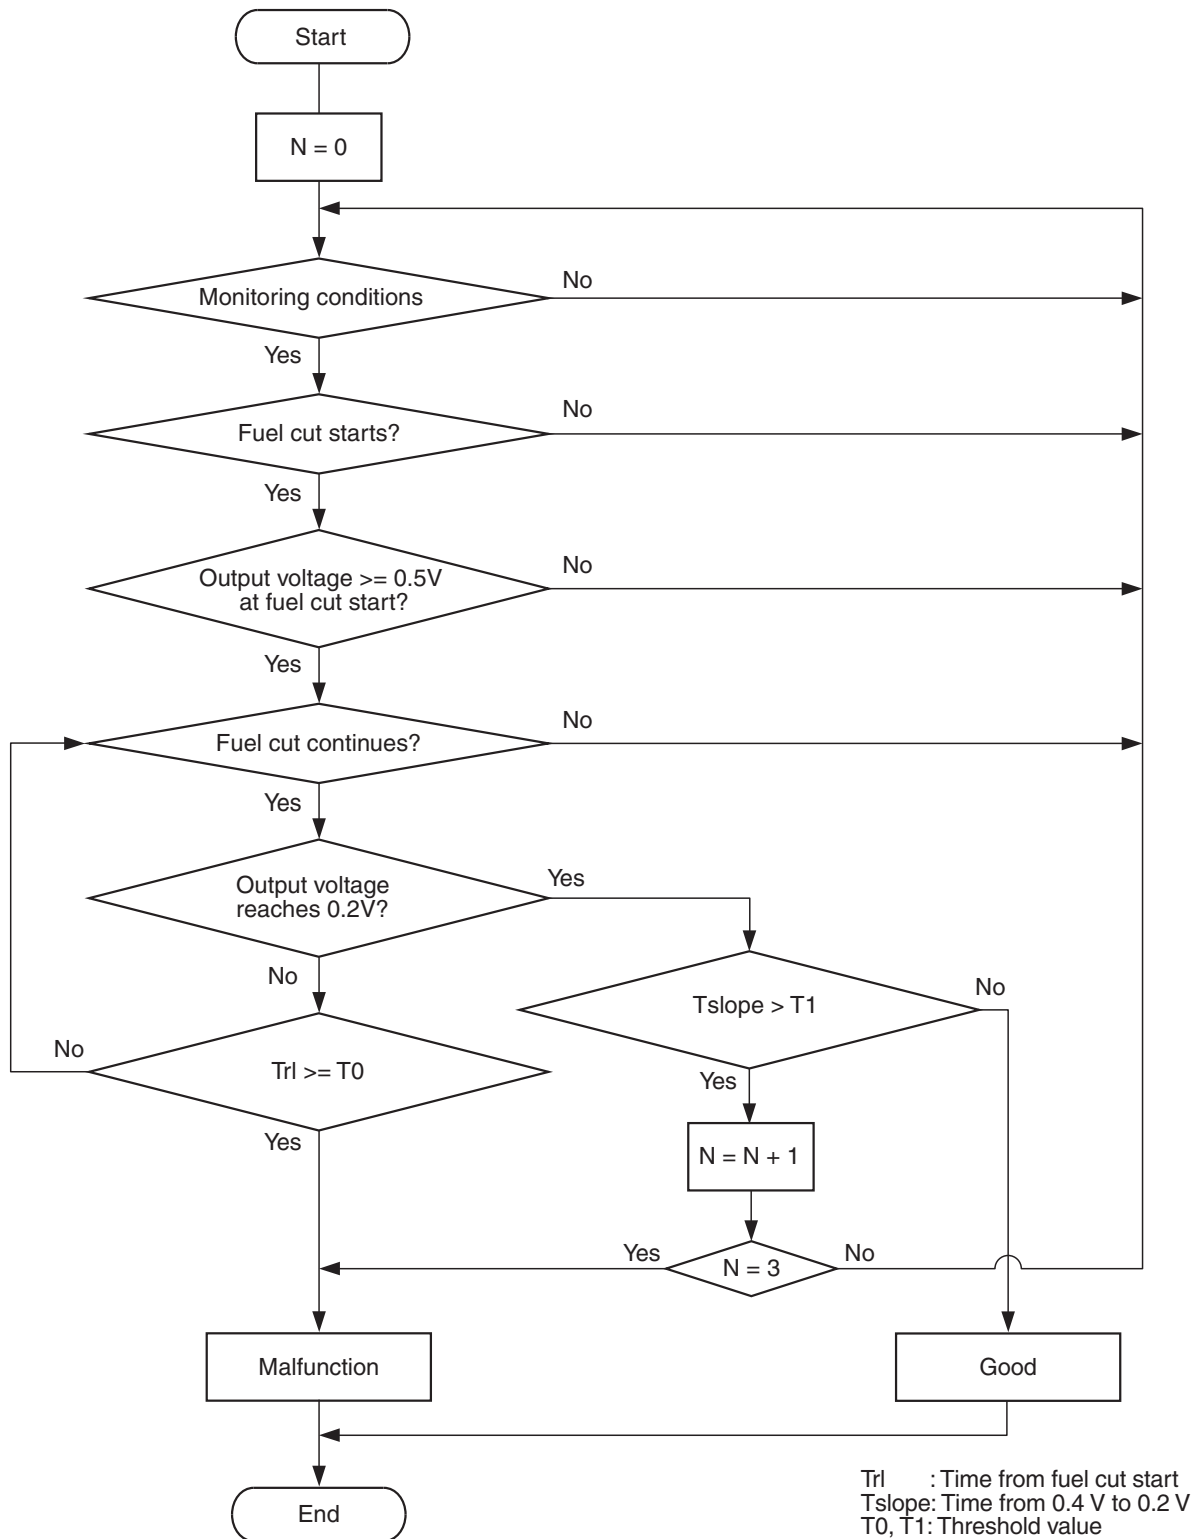 Start
N = 0
Monitoring conditions
No
Yes
Fuel cut starts?
No
Yes
Output voltage >= 0.5V
at fuel cut start?
No
Yes
Fuel cut continues?
No
Yes
Output voltage
reaches 0.2V?
Yes
No
Tslope > T1
No
Yes
Trl >= T0
No
Yes
N = N + 1
N = 3
Yes
No
Malfunction
Good
End
Trl : Time from fuel cut start
Tslope: Time from 0.4 V to 0.2 V
T0, T1: Threshold value